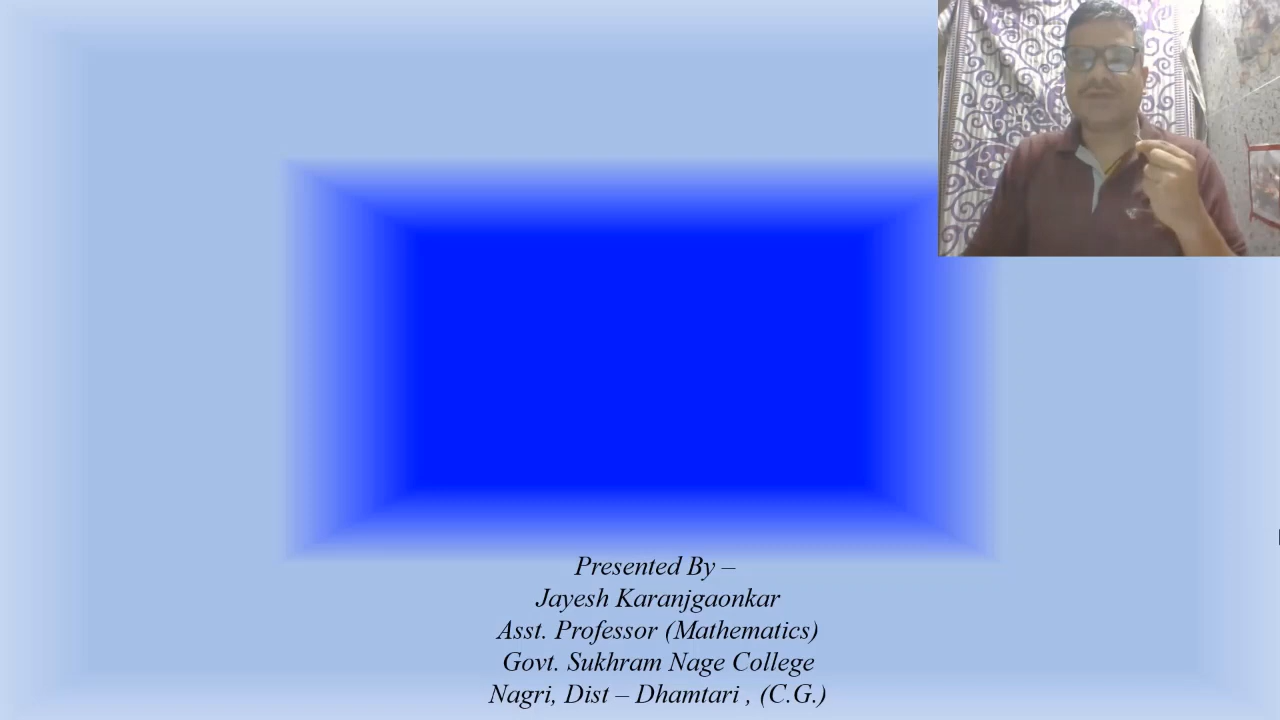 Presented By –
Jayesh Karanjgaonkar
Asst. Professor (Mathematics)
Govt. Sukhram Nage College
Nagri, Dist – Dhamtari , (C.G.)